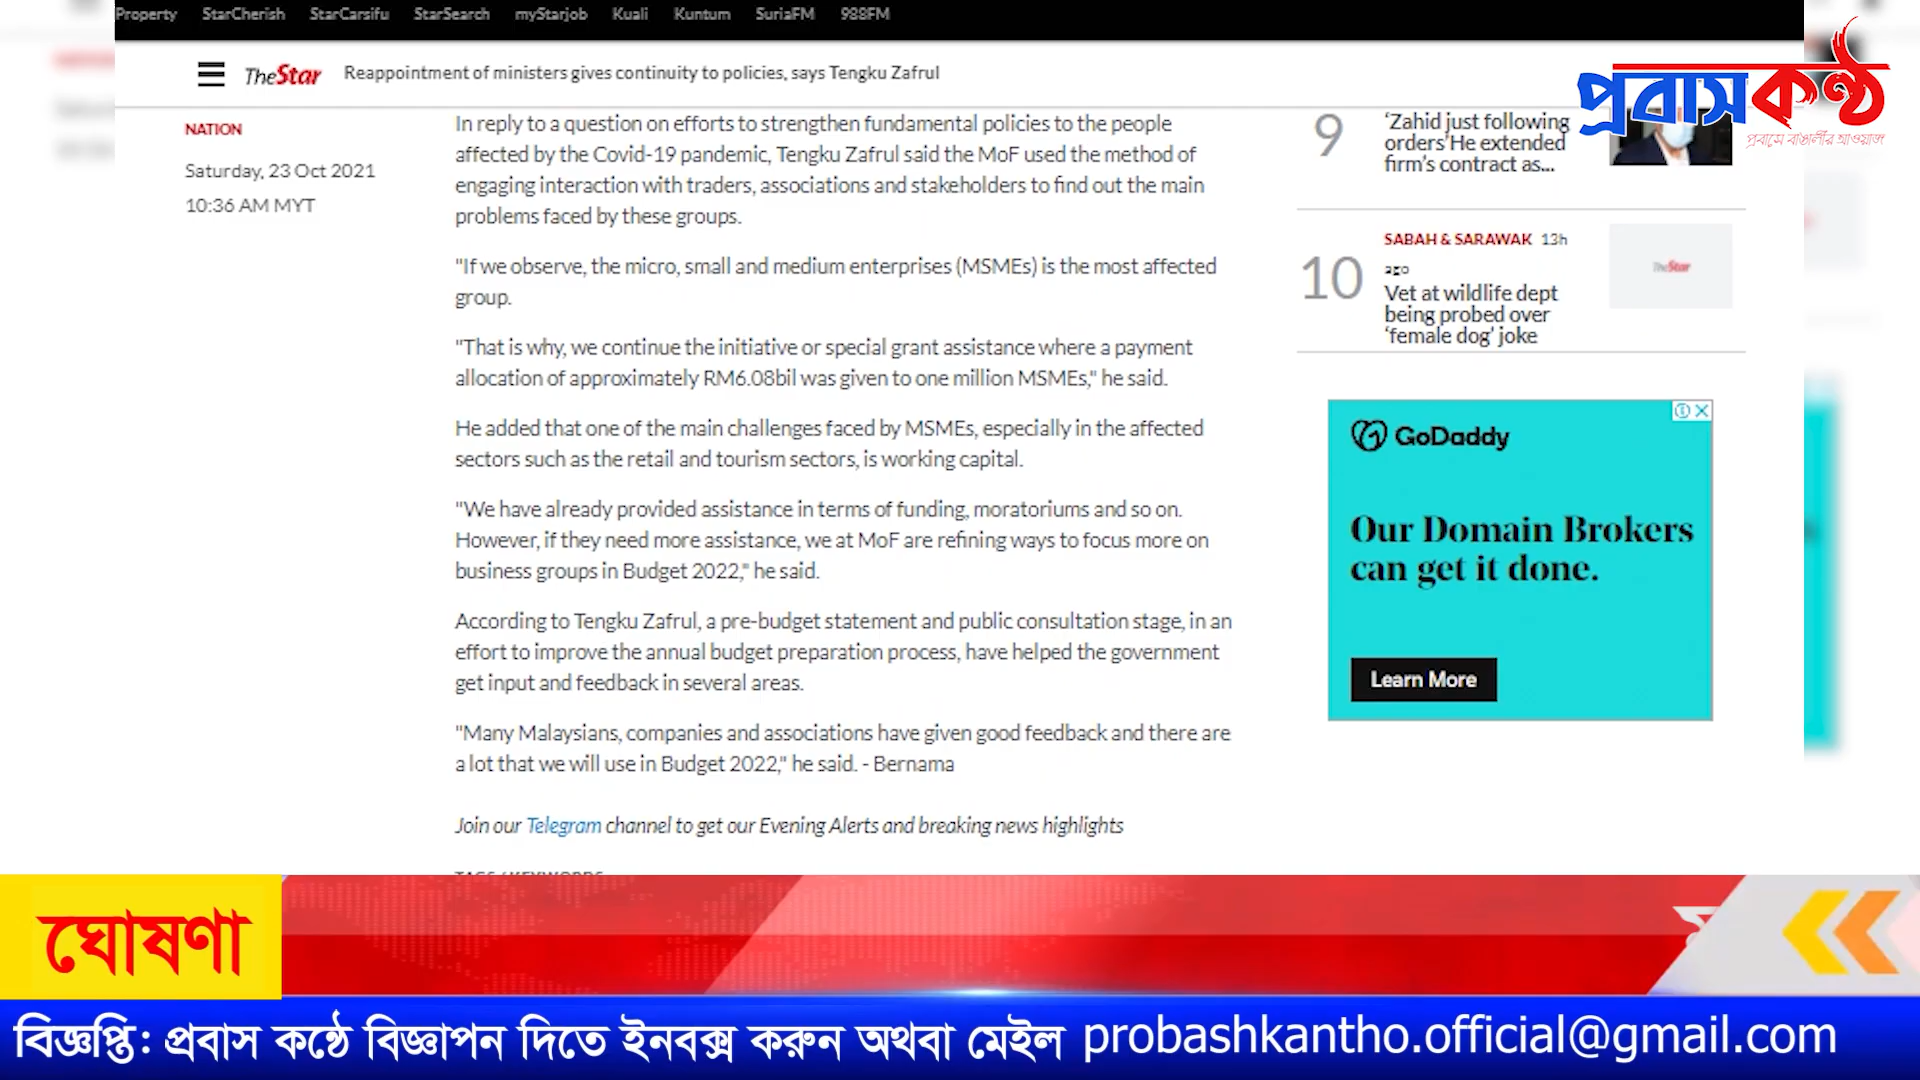 Property StarCherish StarCarsifu StarSearch myStarjob Kuali Kuntum SuriaFM 988FM
TheStar Reappointment of ministers gives continuity to policies, says Tengku Zafrul
প্রবাস কন্ঠ
প্রবাসে বাঙালীর আওয়াজ
NATION
Saturday, 23 Oct 2021
10:36 AM MYT
In reply to a question on efforts to strengthen fundamental policies to the people
affected by the Covid-19 pandemic, Tengku Zafrul said the MoF used the method of
engaging interaction with traders, associations and stakeholders to find out the main
problems faced by these groups.
"If we observe, the micro, small and medium enterprises (MSMEs) is the most affected
group.
"That is why, we continue the initiative or special grant assistance where a payment
allocation of approximately RM6.08bil was given to one million MSMEs," he said.
He added that one of the main challenges faced by MSMEs, especially in the affected
sectors such as the retail and tourism sectors, is working capital.
"We have already provided assistance in terms of funding, moratoriums and so on.
However, if they need more assistance, we at MoF are refining ways to focus more on
business groups in Budget 2022," he said.
According to Tengku Zafrul, a pre-budget statement and public consultation stage, in an
effort to improve the annual budget preparation process, have helped the government
get input and feedback in several areas.
"Many Malaysians, companies and associations have given good feedback and there are
a lot that we will use in Budget 2022," he said. - Bernama
Join our Telegram channel to get our Evening Alerts and breaking news highlights
TAGS / KEYWORDS
9
‘Zahid just following
orders’He extended
firm’s contract as...
10
SABAH & SARAWAK 13h
ago
Vet at wildlife dept
being probed over
‘female dog’ joke
TheStar
GoDaddy
Our Domain Brokers
can get it done.
Learn More
ঘোষণা
বিজ্ঞপ্তি: প্রবাস কন্ঠে বিজ্ঞাপন দিতে ইনবক্স করুন অথবা মেইল probashkantho.official@gmail.com